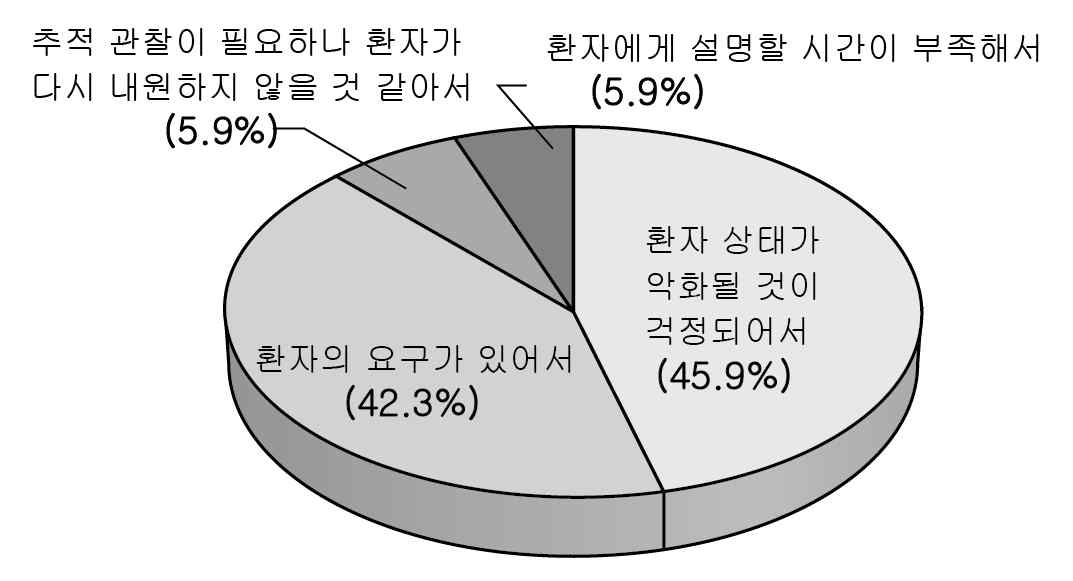 추적 관찰이 필요하나 환자가
다시 내원하지 않을 것 같아서
(5.9%)
환자에게 설명할 시간이 부족해서
(5.9%)
환자 상태가
악화될 것이
걱정되어서
(45.9%)
환자의 요구가 있어서
(42.3%)